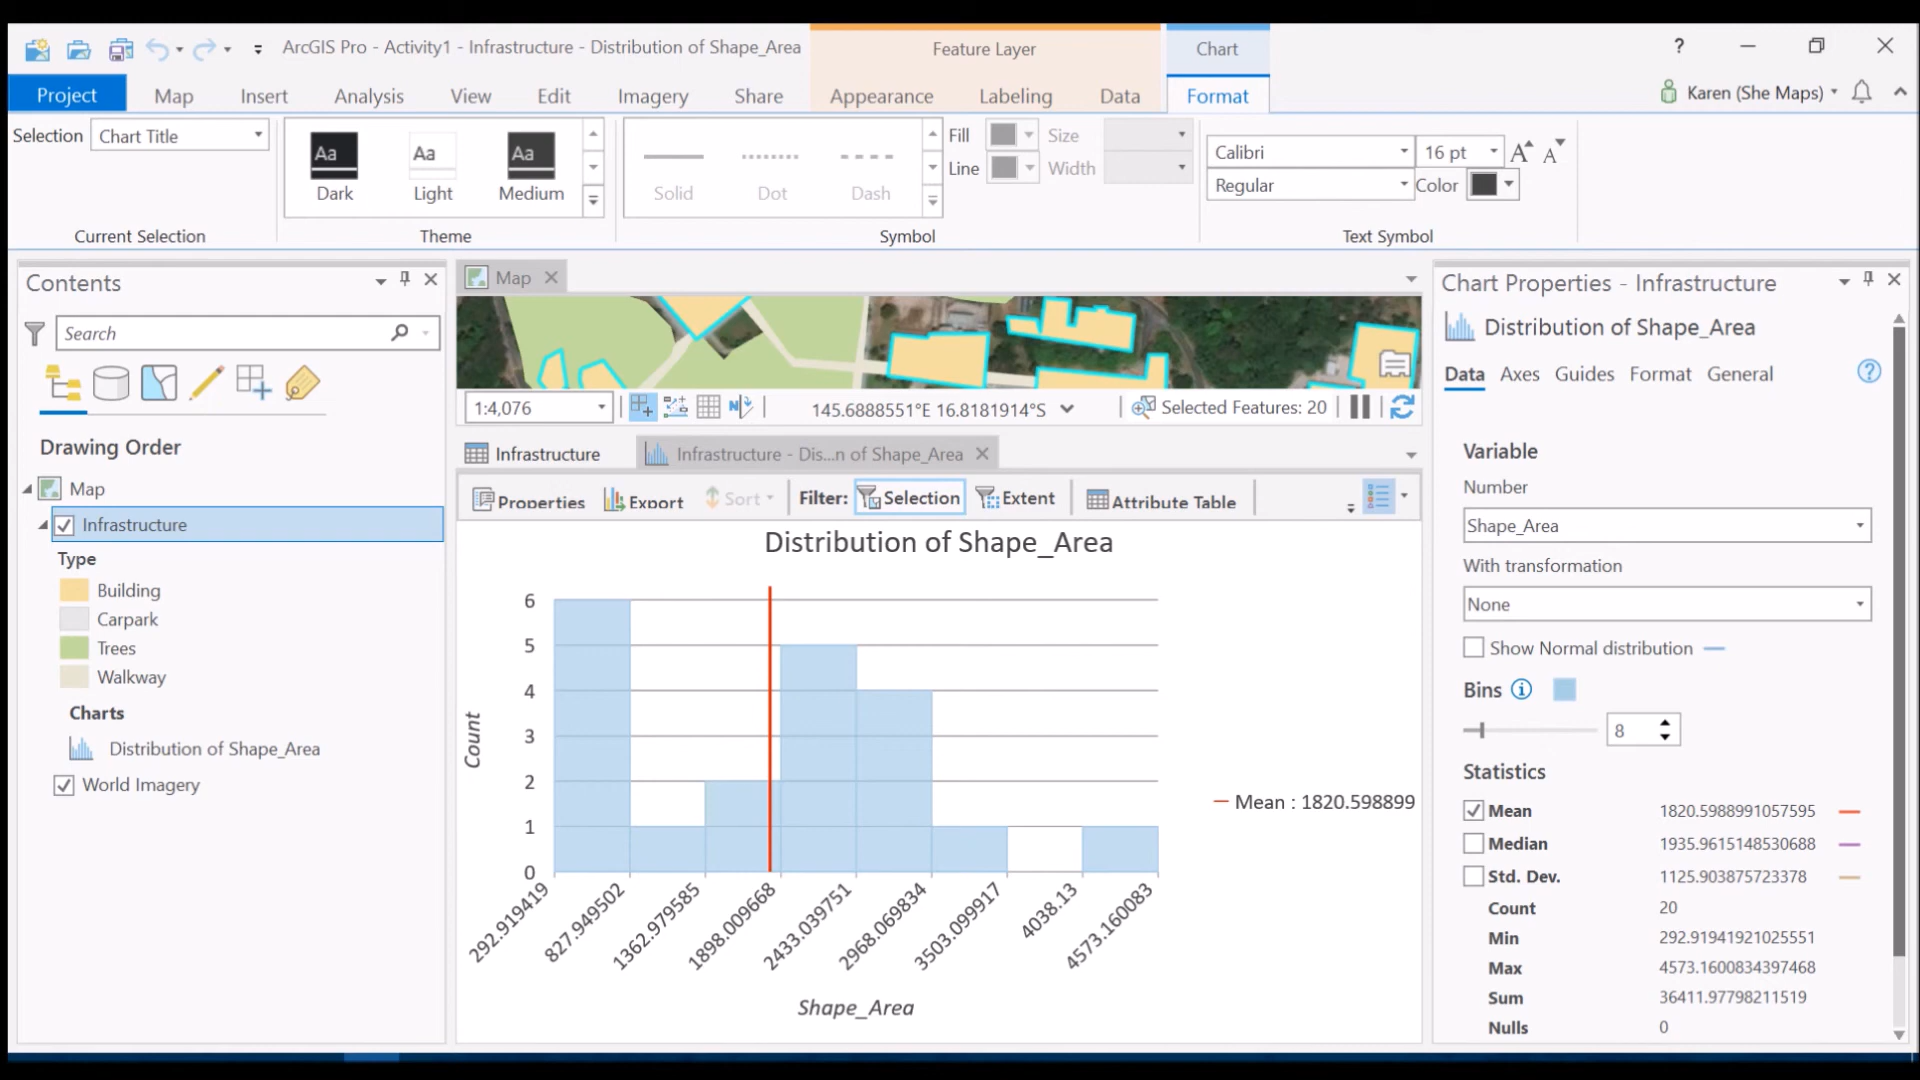 ArcGIS Pro - Activity1 - Infrastructure - Distribution of Shape_Area
Feature Layer
Chart
?
Project
Map
Insert
Analysis
View
Edit
Imagery
Share
Appearance
Labeling
Data
Format
Karen (She Maps)
Selection
Chart Title
Aa
Aa
Aa
Dark
Light
Medium
Solid
Dot
Dash
Fill
Size
Line
Width
Calibri
16 pt
A
A
Regular
Color
Current Selection
Theme
Symbol
Text Symbol
Contents
Search
Drawing Order
Map
Infrastructure
Type
Building
Carpark
Trees
Walkway
Charts
Distribution of Shape_Area
World Imagery
Map
1:4,076
145.6888551°E 16.8181914°S
Selected Features: 20
Infrastructure
Infrastructure - Dis...n of Shape_Area
Properties
Export
Sort
Filter:
Selection
Extent
Attribute Table
Distribution of Shape_Area
6
5
4
3
2
1
0
Count
292.919419
827.949502
1362.979585
1898.009668
2433.039751
2968.069834
3503.099917
4038.13
4573.160083
Shape_Area
Mean : 1820.598899
Chart Properties - Infrastructure
Distribution of Shape_Area
Data
Axes
Guides
Format
General
?
Variable
Number
Shape_Area
With transformation
None
Show Normal distribution
Bins
8
Statistics
Mean 1820.5988991057595
Median 1935.9615148530688
Std. Dev. 1125.903875723378
Count 20
Min 292.91941921025551
Max 4573.1600834397468
Sum 36411.97798211519
Nulls 0